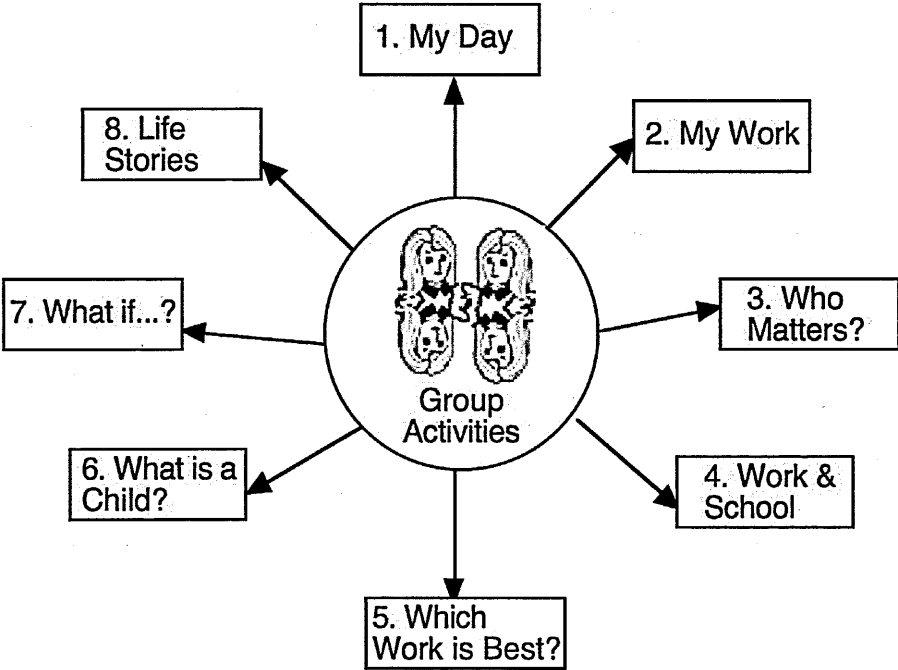 1. My Day
2. My Work
3. Who
Matters?
4. Work &
School
5. Which
Work is Best?
6. What is a
Child?
7. What if...?
8. Life
Stories
Group
Activities